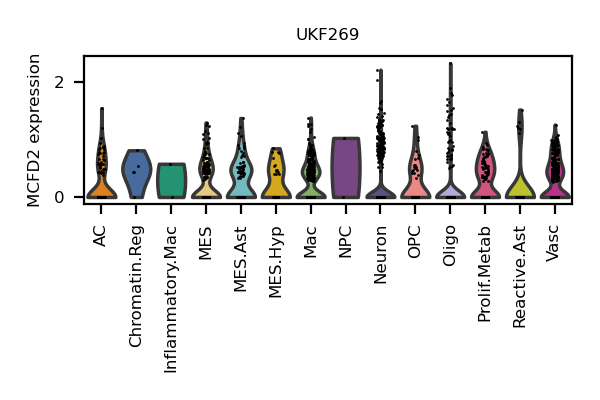 UKF269
MCFD2 expression
2
0
AC
Chromatin.Reg
Inflammatory.Mac
MES
MES.Ast
MES.Hyp
Mac
NPC
Neuron
OPC
Oligo
Prolif.Metab
Reactive.Ast
Vasc